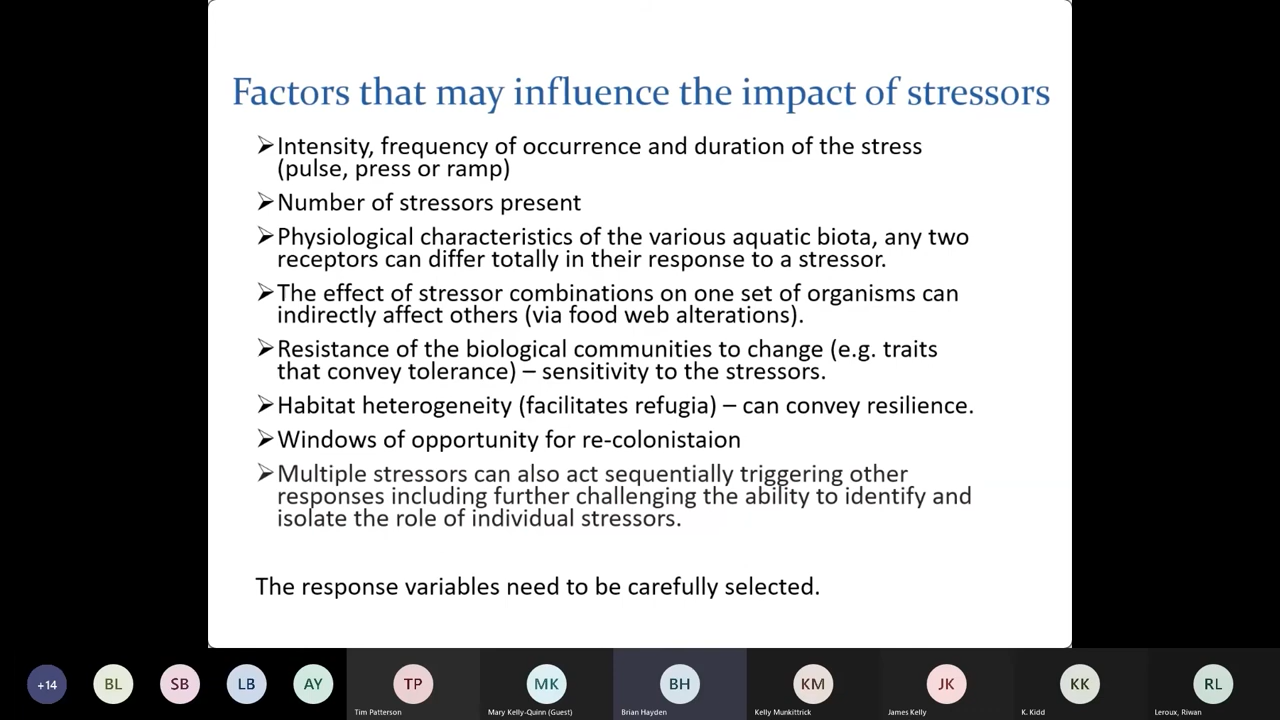 Factors that may influence the impact of stressors
➢Intensity, frequency of occurrence and duration of the stress
(pulse, press or ramp)
➢Number of stressors present
➢Physiological characteristics of the various aquatic biota, any two
receptors can differ totally in their response to a stressor.
➢The effect of stressor combinations on one set of organisms can
indirectly affect others (via food web alterations).
➢Resistance of the biological communities to change (e.g. traits
that convey tolerance) – sensitivity to the stressors.
➢Habitat heterogeneity (facilitates refugia) – can convey resilience.
➢Windows of opportunity for re-colonistaion
➢Multiple stressors can also act sequentially triggering other
responses including further challenging the ability to identify and
isolate the role of individual stressors.
The response variables need to be carefully selected.
+14 BL SB LB AY TP MK BH KM JK KK RL
Tim Patterson Mary Kelly-Quinn (Guest) Brian Hayden Kelly Munkittrick James Kelly K. Kidd Leroux, Riwan